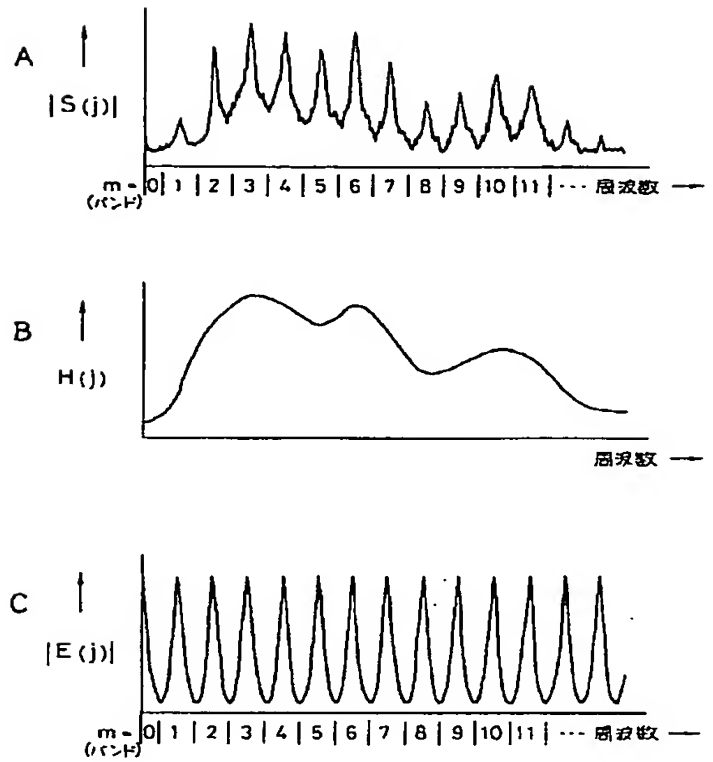 A
|S(j)|
m= 0 | 1 | 2 | 3 | 4 | 5 | 6 | 7 | 8 | 9 | 10 | 11 | ··· 周波数 →
(バンド)
B
H(j)
周波数 →
C
|E(j)|
m= 0 | 1 | 2 | 3 | 4 | 5 | 6 | 7 | 8 | 9 | 10 | 11 | ··· 周波数 →
(バンド)